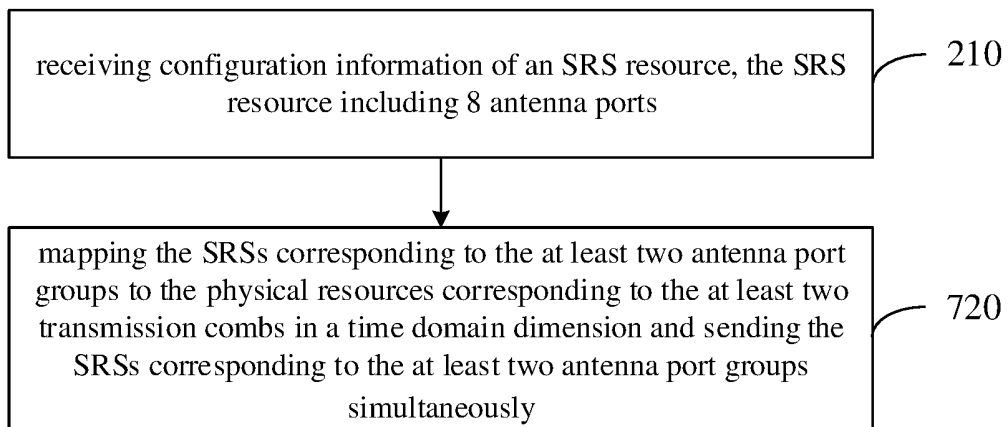 receiving configuration information of an SRS resource, the SRS
resource including 8 antenna ports
210
mapping the SRSs corresponding to the at least two antenna port
groups to the physical resources corresponding to the at least two
transmission combs in a time domain dimension and sending the
SRSs corresponding to the at least two antenna port groups
simultaneously
720